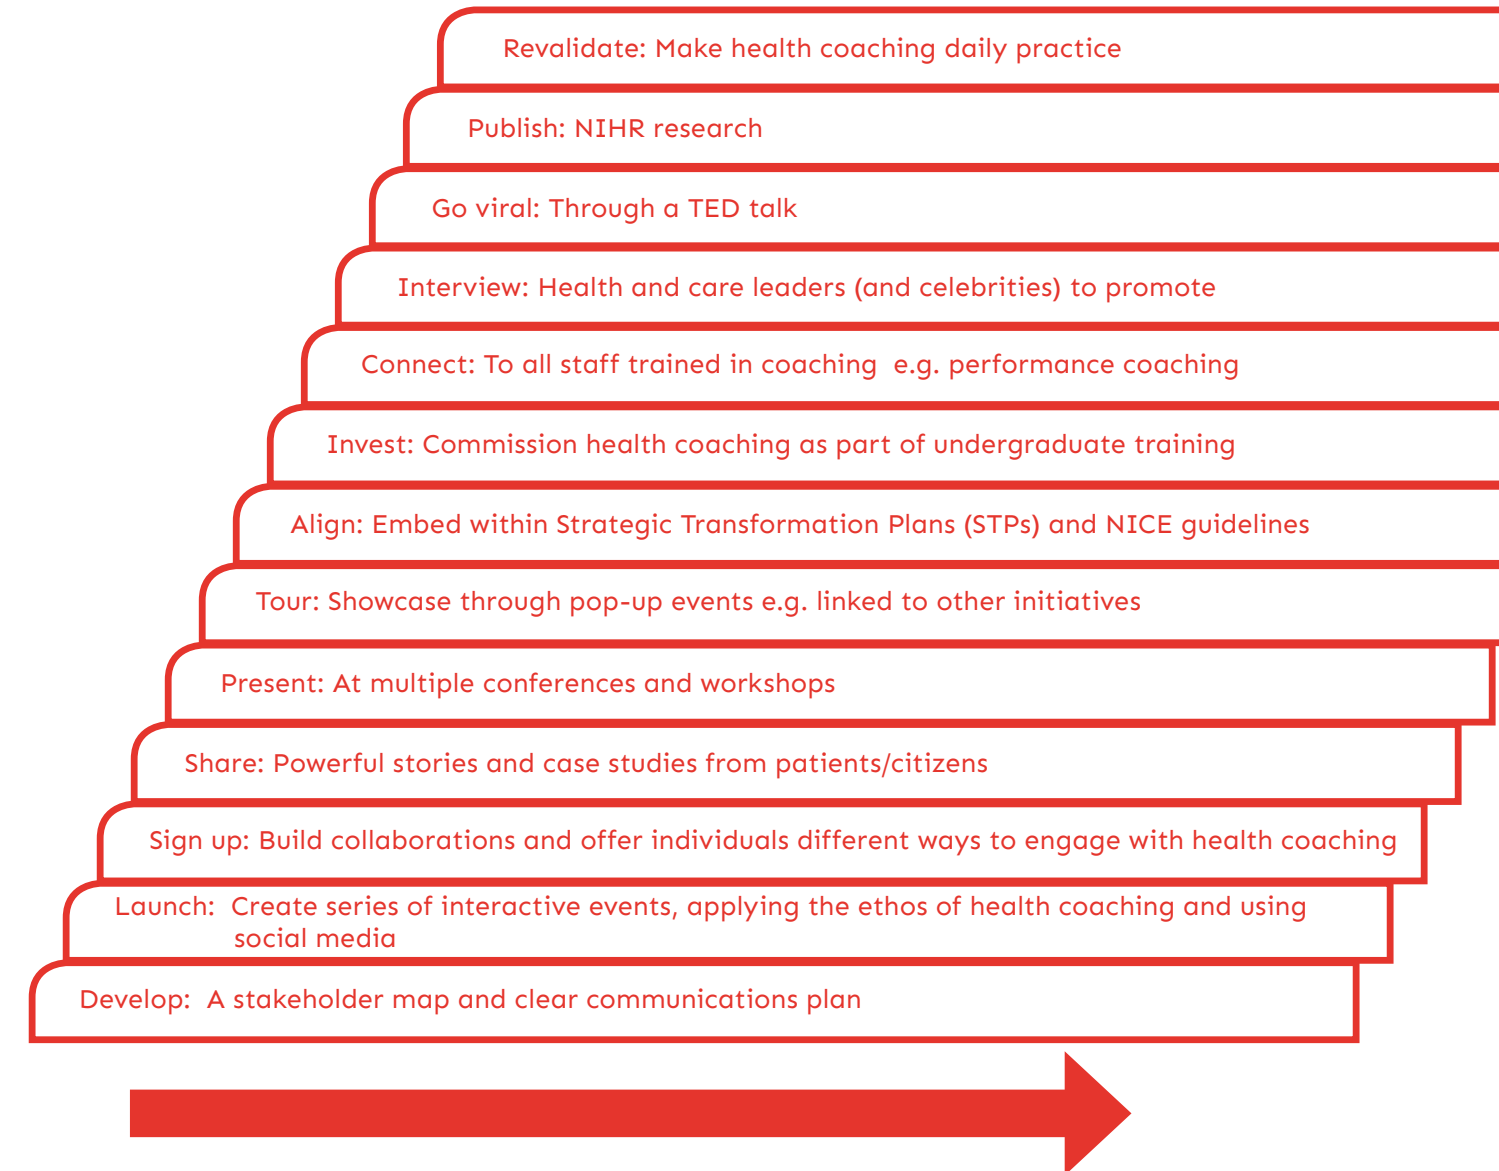 Revalidate: Make health coaching daily practice
Publish: NIHR research
Go viral: Through a TED talk
Interview: Health and care leaders (and celebrities) to promote
Connect: To all staff trained in coaching  e.g. performance coaching
Invest: Commission health coaching as part of undergraduate training
Align: Embed within Strategic Transformation Plans (STPs) and NICE guidelines
Tour: Showcase through pop-up events e.g. linked to other initiatives
Present: At multiple conferences and workshops
Share: Powerful stories and case studies from patients/citizens
Sign up: Build collaborations and offer individuals different ways to engage with health coaching
Launch:  Create series of interactive events, applying the ethos of health coaching and using
social media
Develop:  A stakeholder map and clear communications plan